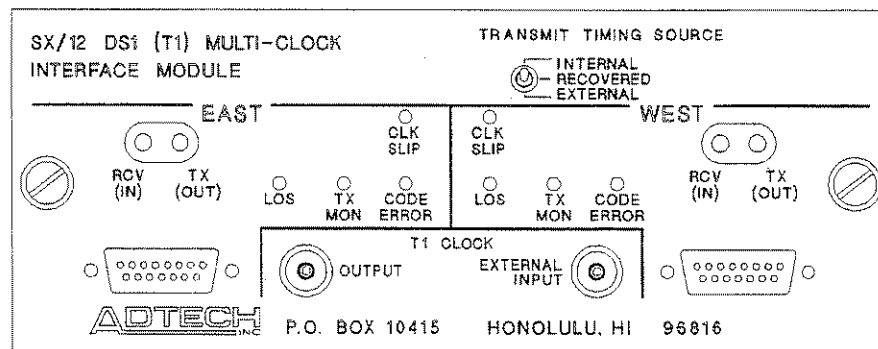 SX/12 DS1 (T1) MULTI-CLOCK
INTERFACE MODULE
TRANSMIT TIMING SOURCE
INTERNAL
RECOVERED
EXTERNAL
EAST
WEST
CLK
SLIP
CLK
SLIP
RCV
(IN)
TX
(OUT)
LOS
TX
MON
CODE
ERROR
LOS
TX
MON
CODE
ERROR
RCV
(IN)
TX
(OUT)
T1 CLOCK
OUTPUT
EXTERNAL
INPUT
ADTECH INC
P.O. BOX 10415 HONOLULU, HI 96816